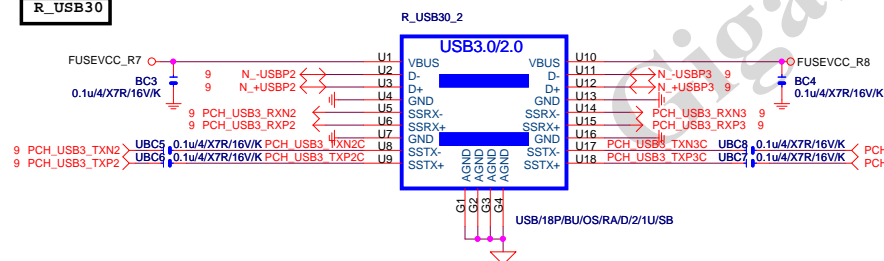 R_USB30
R_USB30_2
USB3.0/2.0
FUSEVCC_R7
BC3
0.1u/4/X7R/16V/K
9 N_-USBP2
9 N_+USBP2
9 PCH_USB3_RXN2
9 PCH_USB3_RXP2
9 PCH_USB3_TXN2 UBC5 0.1u/4/X7R/16V/K PCH_USB3_TXN2C
9 PCH_USB3_TXP2 UBC6 0.1u/4/X7R/16V/K PCH_USB3_TXP2C
U1 VBUS
U2 D-
U3 D+
U4 GND
U5 SSRX-
U6 SSRX+
U7 GND
U8 SSTX-
U9 SSTX+
VBUS U10
D- U11
D+ U12
GND U13
SSRX- U14
SSRX+ U15
GND U16
SSTX- U17
SSTX+ U18
AGND G1
AGND G2
AGND G3
AGND G4
FUSEVCC_R8
BC4
0.1u/4/X7R/16V/K
N_-USBP3 9
N_+USBP3 9
PCH_USB3_RXN3 9
PCH_USB3_RXP3 9
PCH_USB3_TXN3C UBC8 0.1u/4/X7R/16V/K PCH
PCH_USB3_TXP3C UBC7 0.1u/4/X7R/16V/K PCH
USB/18P/BU/OS/RA/D/2/1U/SB
Giga